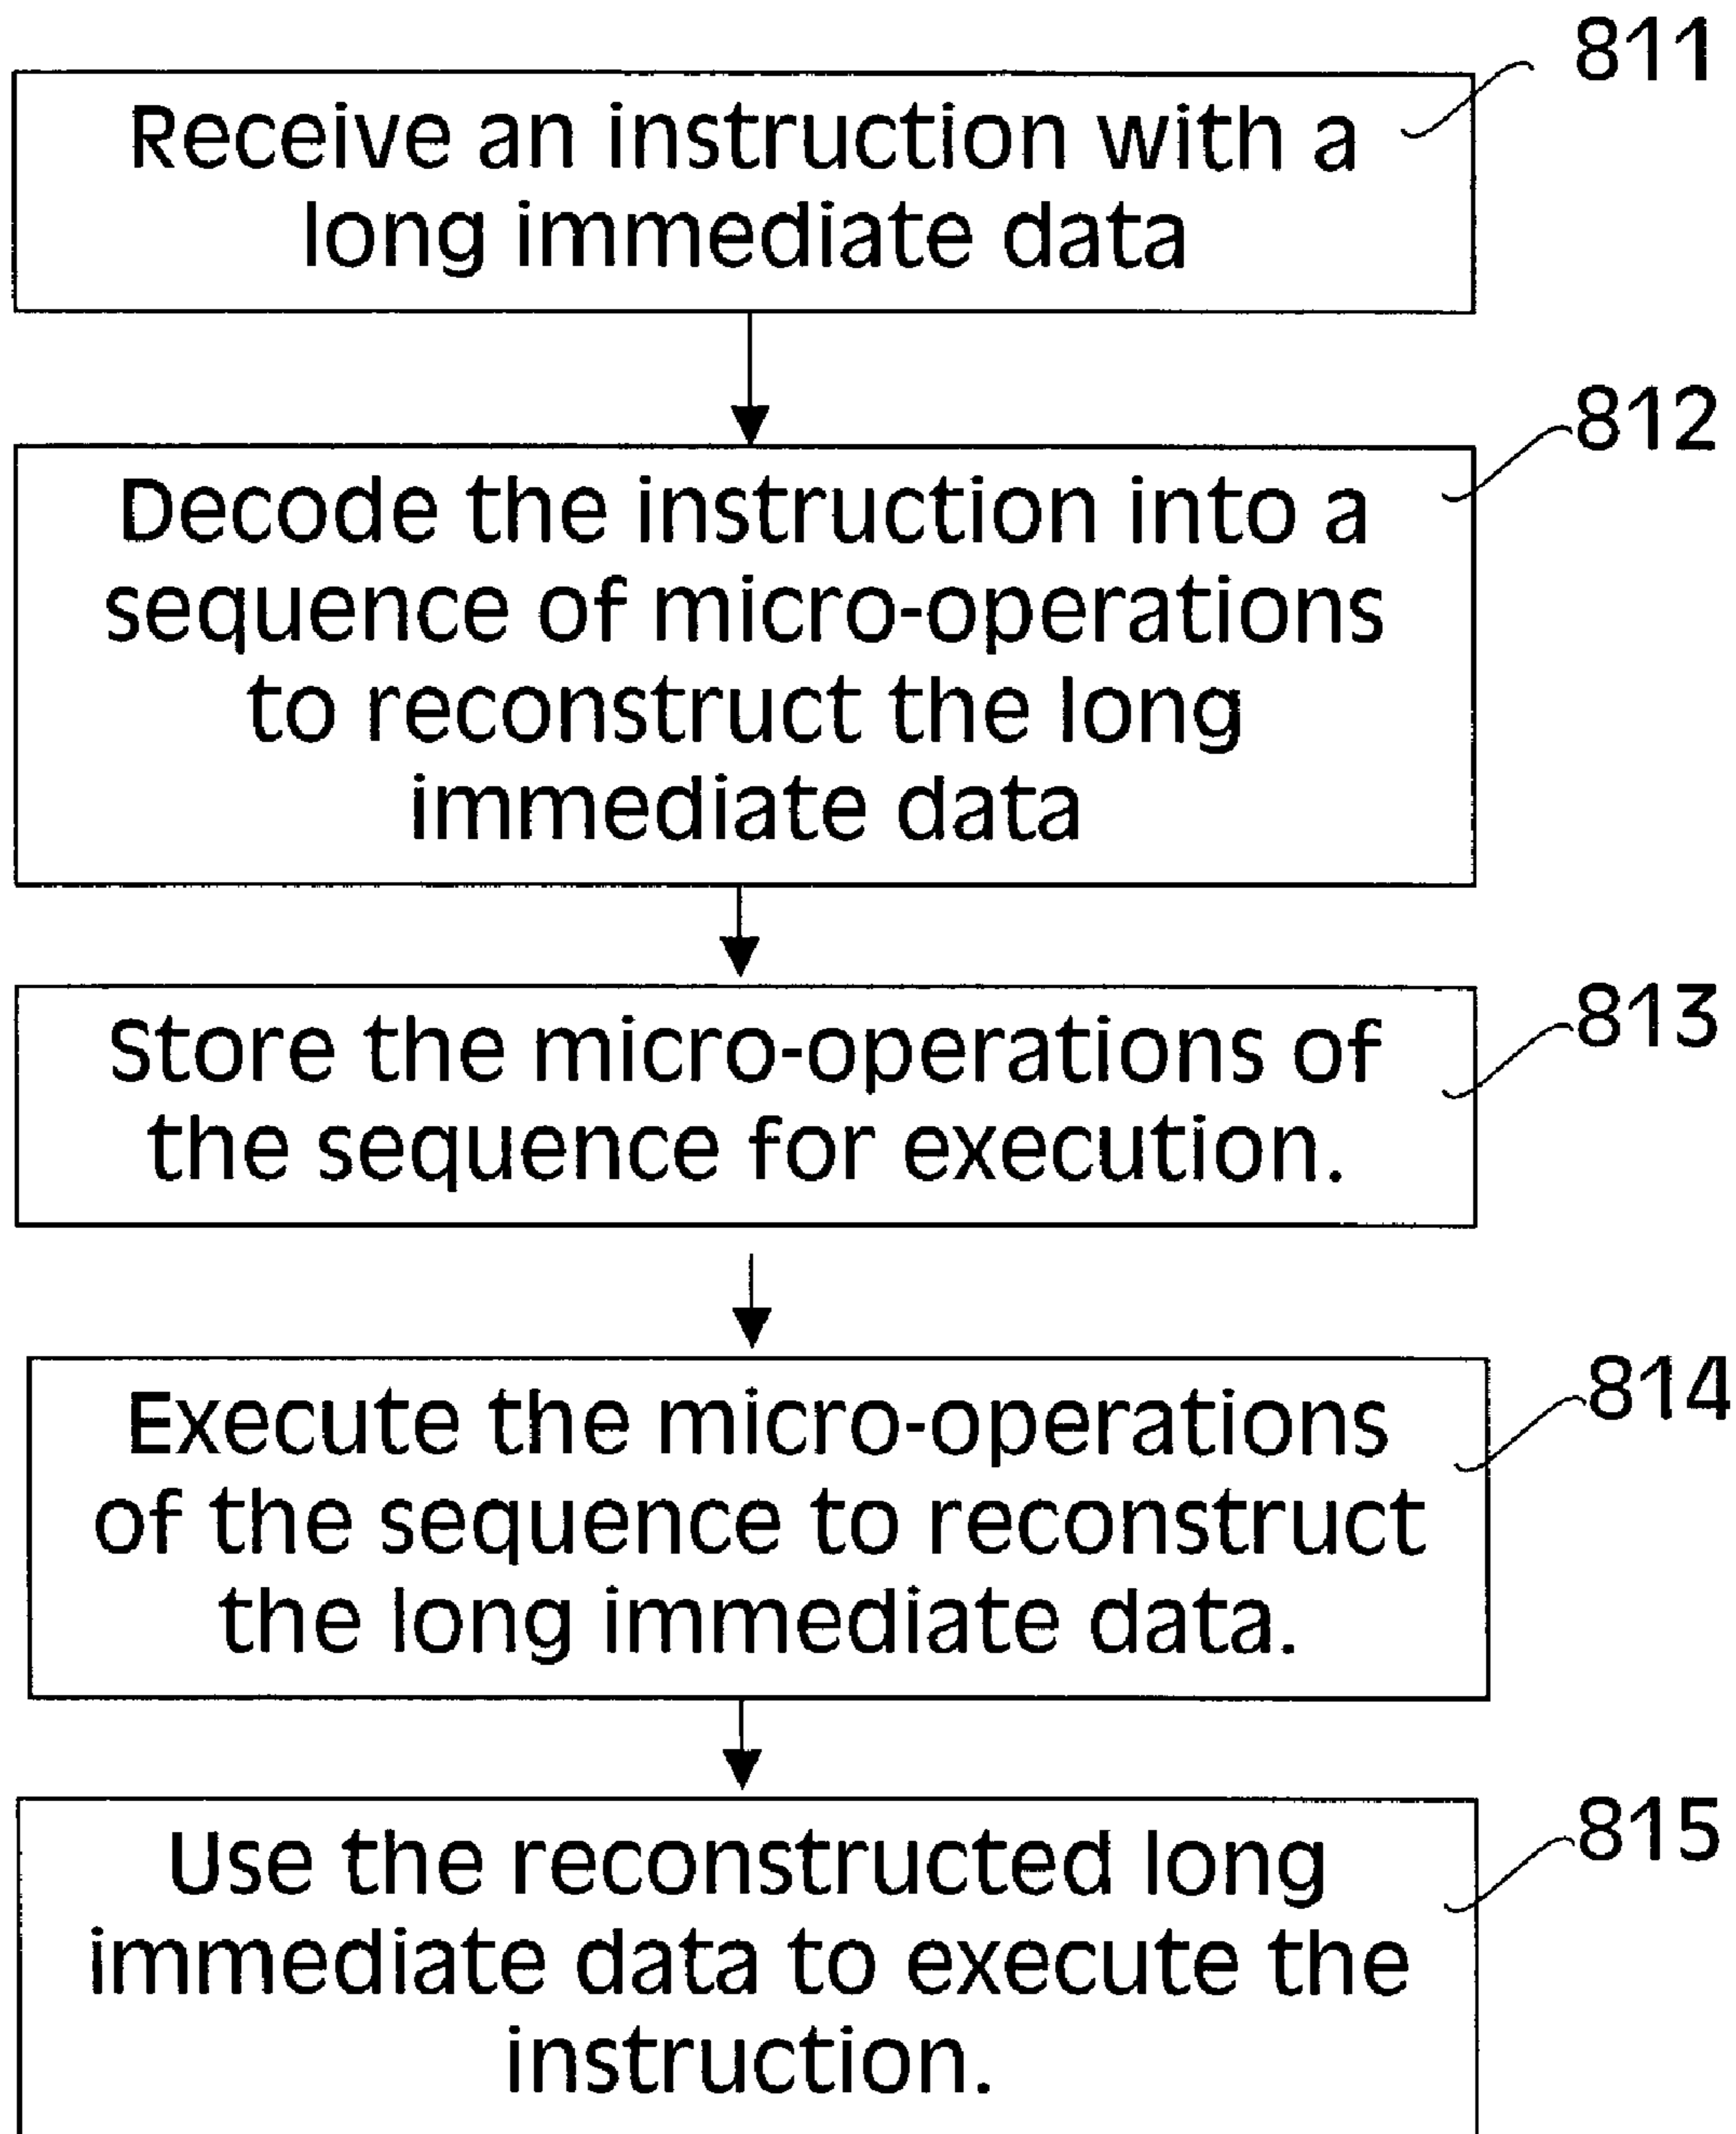 811
Receive an instruction with a
long immediate data
812
Decode the instruction into a
sequence of micro-operations
to reconstruct the long
immediate data
813
Store the micro-operations of
the sequence for execution.
814
Execute the micro-operations
of the sequence to reconstruct
the long immediate data.
815
Use the reconstructed long
immediate data to execute the
instruction.